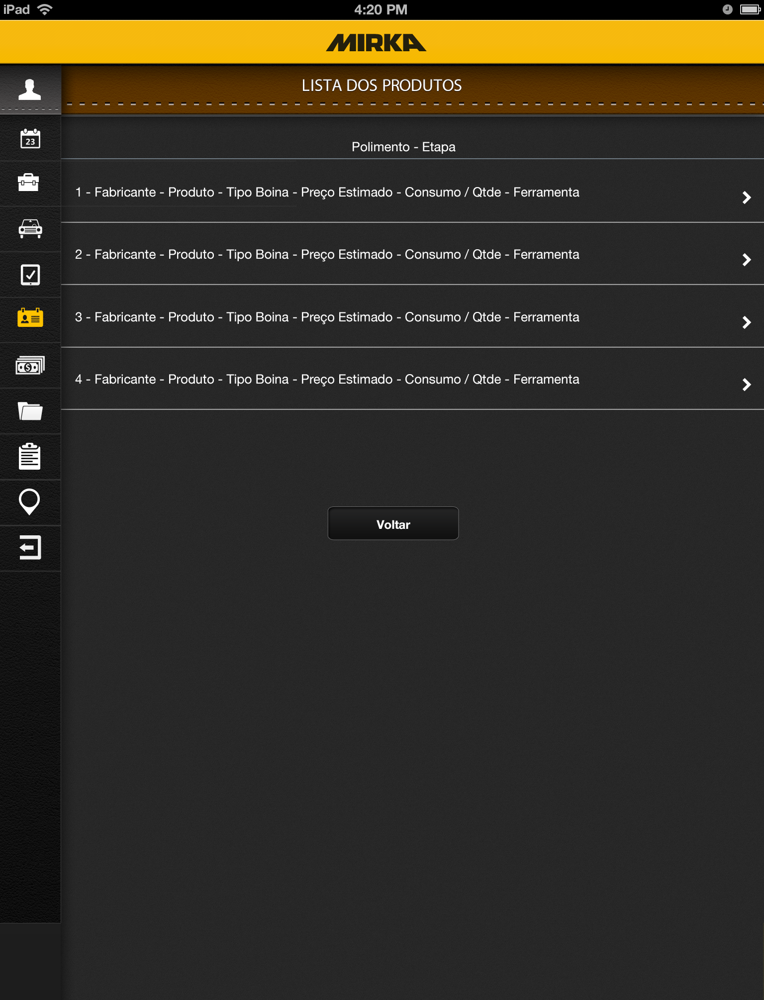 iPad
4:20 PM
MIRKA
LISTA DOS PRODUTOS
23
Polimento - Etapa
1 - Fabricante - Produto - Tipo Boina - Preço Estimado - Consumo / Qtde - Ferramenta
2 - Fabricante - Produto - Tipo Boina - Preço Estimado - Consumo / Qtde - Ferramenta
3 - Fabricante - Produto - Tipo Boina - Preço Estimado - Consumo / Qtde - Ferramenta
$
4 - Fabricante - Produto - Tipo Boina - Preço Estimado - Consumo / Qtde - Ferramenta
Voltar